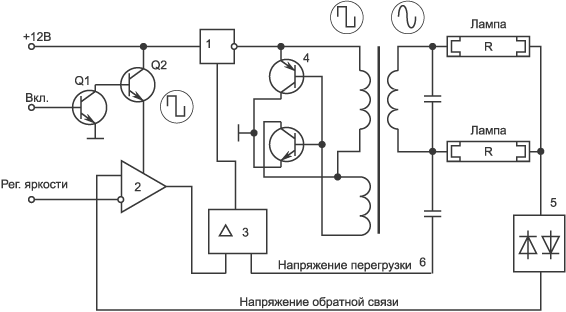 Лампа
+12В
1
4
R
Q1
Q2
Вкл.
Лампа
R
Рег. яркости
2
5
3
Напряжение перегрузки
6
Напряжение обратной связи